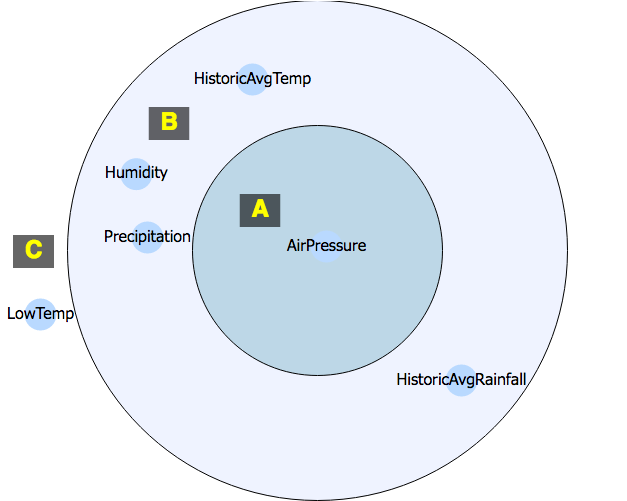 HistoricAvgTemp
B
Humidity
A
Precipitation
AirPressure
C
LowTemp
HistoricAvgRainfall